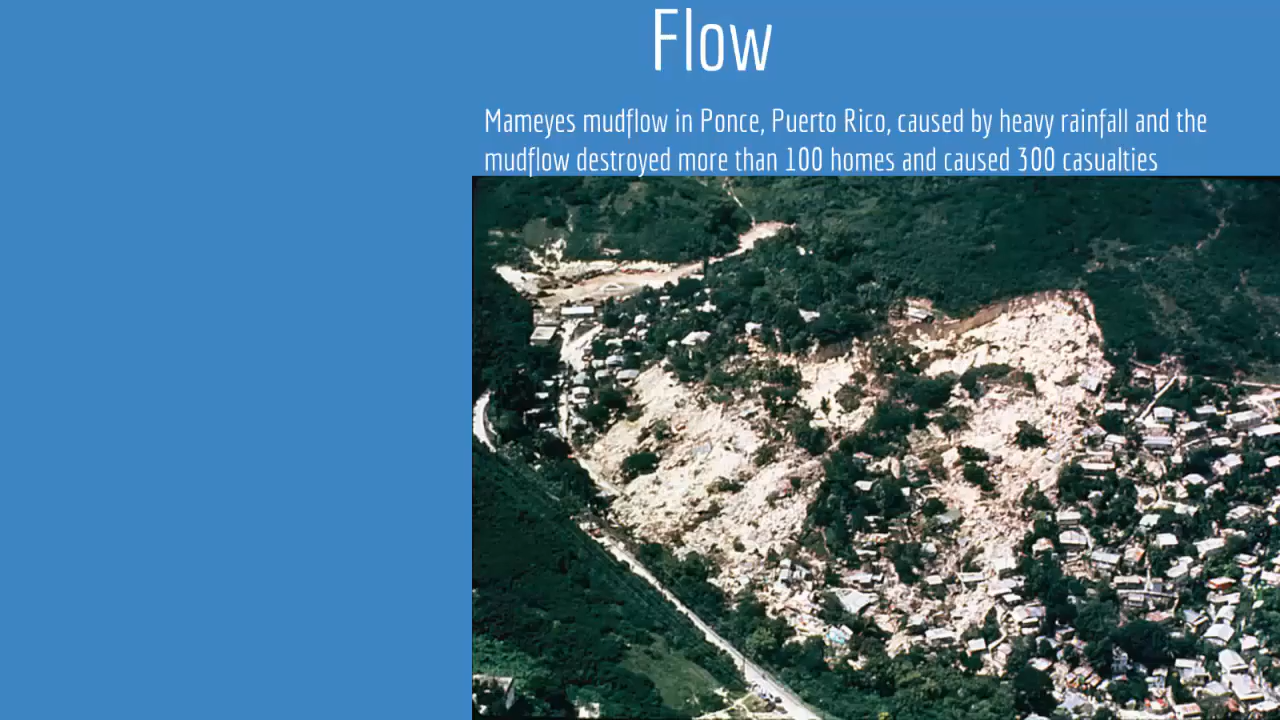 Flow
Mameyes mudflow in Ponce, Puerto Rico, caused by heavy rainfall and the
mudflow destroyed more than 100 homes and caused 300 casualties